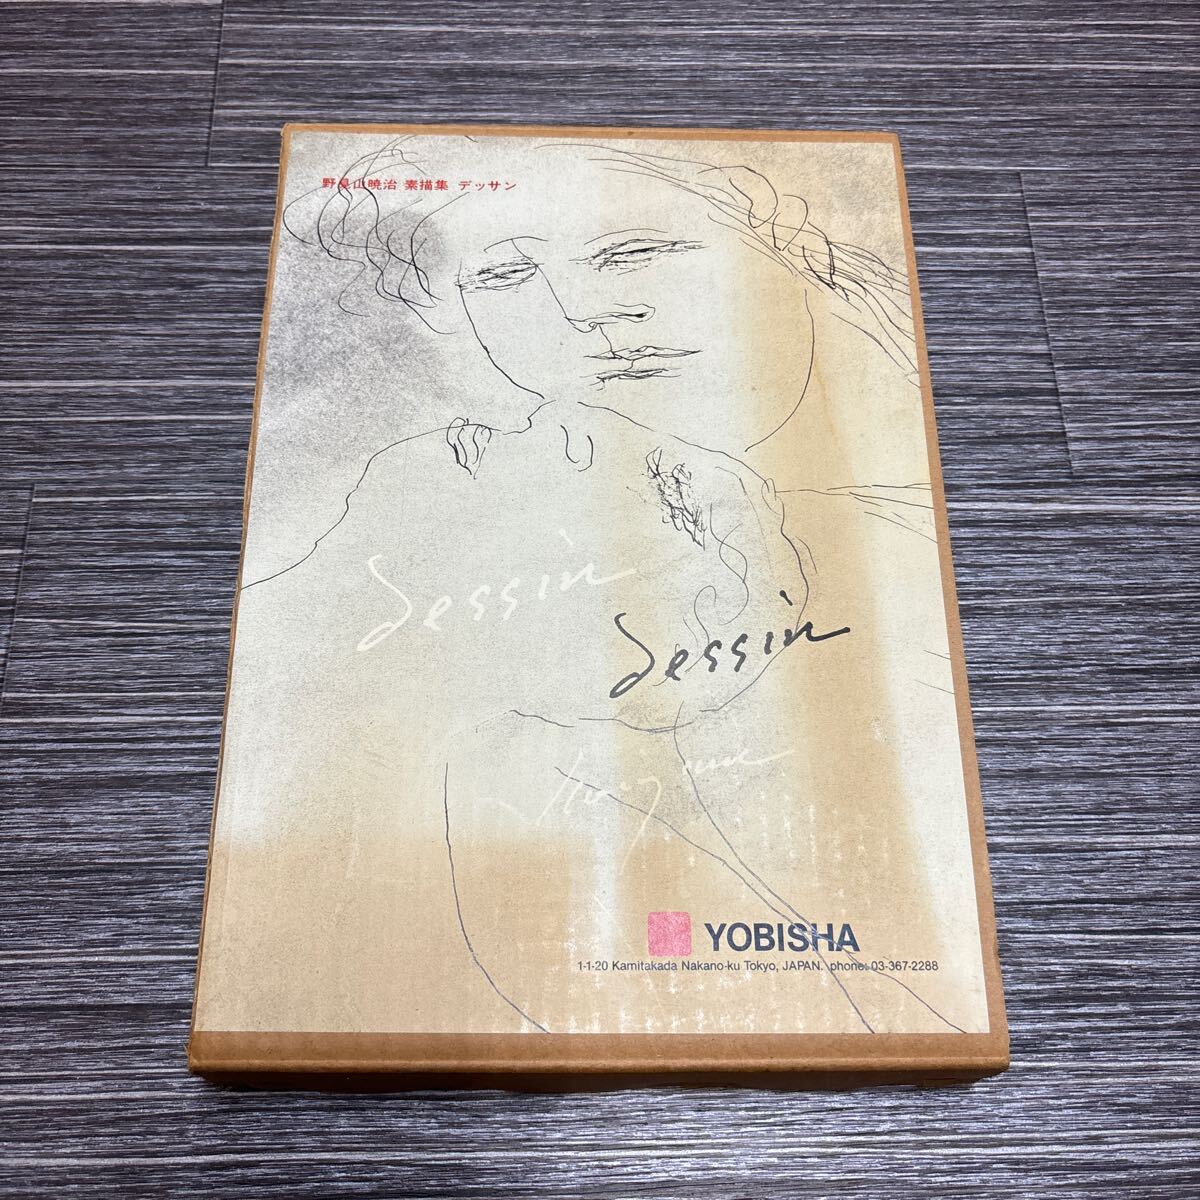 野見山暁治 素描集 デッサン
dessin
dessin
YOBISHA
1-1-20 Kamitakada Nakano-ku Tokyo, JAPAN. phone: 03-367-2288